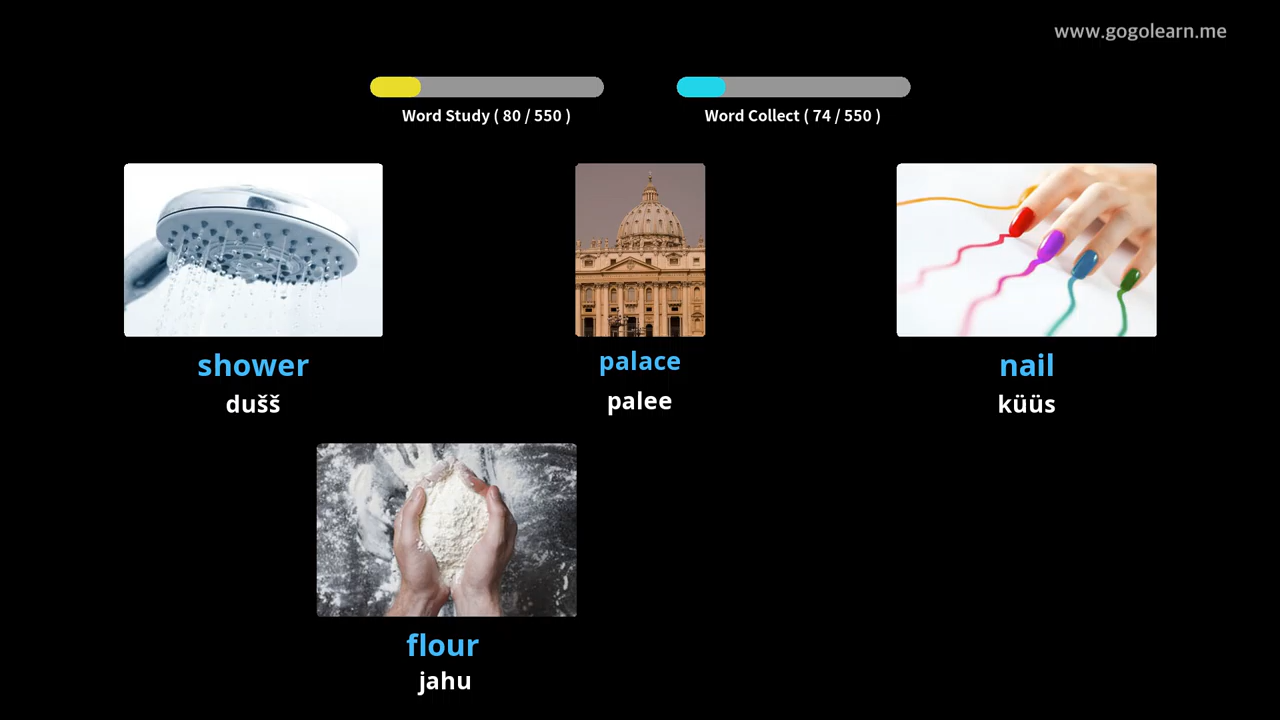 www.gogolearn.me
Word Study ( 80 / 550 )
Word Collect ( 74 / 550 )
shower
dušš
palace
palee
nail
küüs
flour
jahu